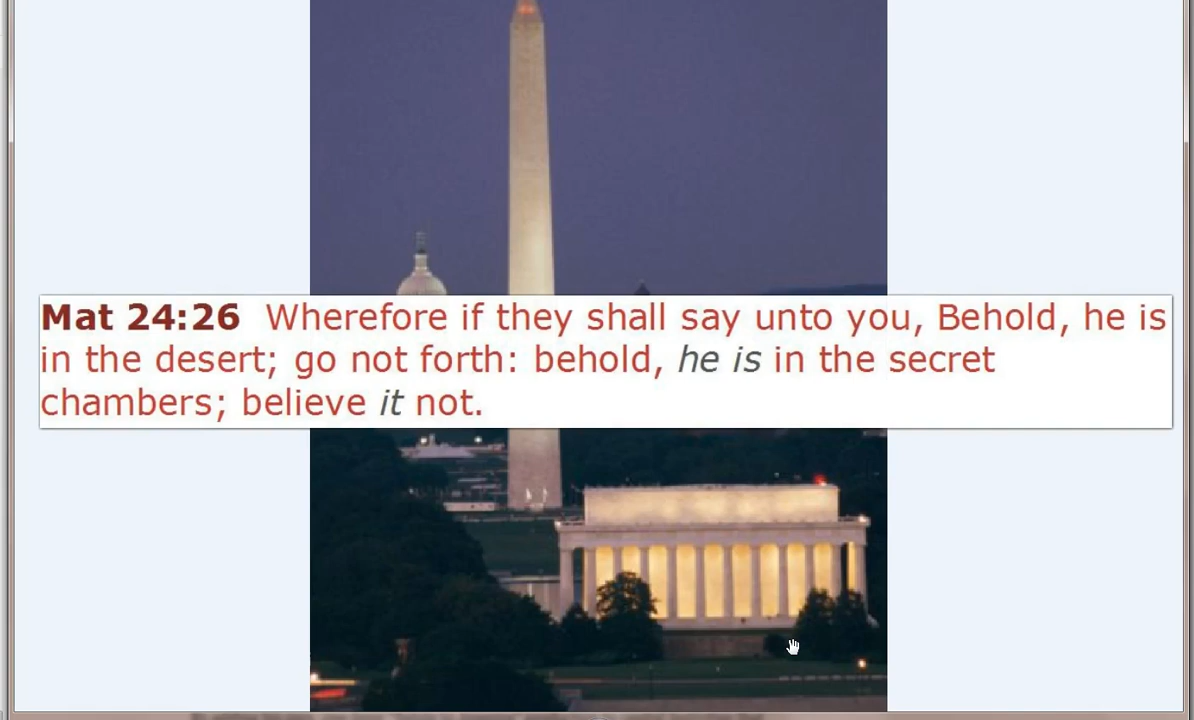 Mat 24:26 Wherefore if they shall say unto you, Behold, he is
in the desert; go not forth: behold, he is in the secret
chambers; believe it not.